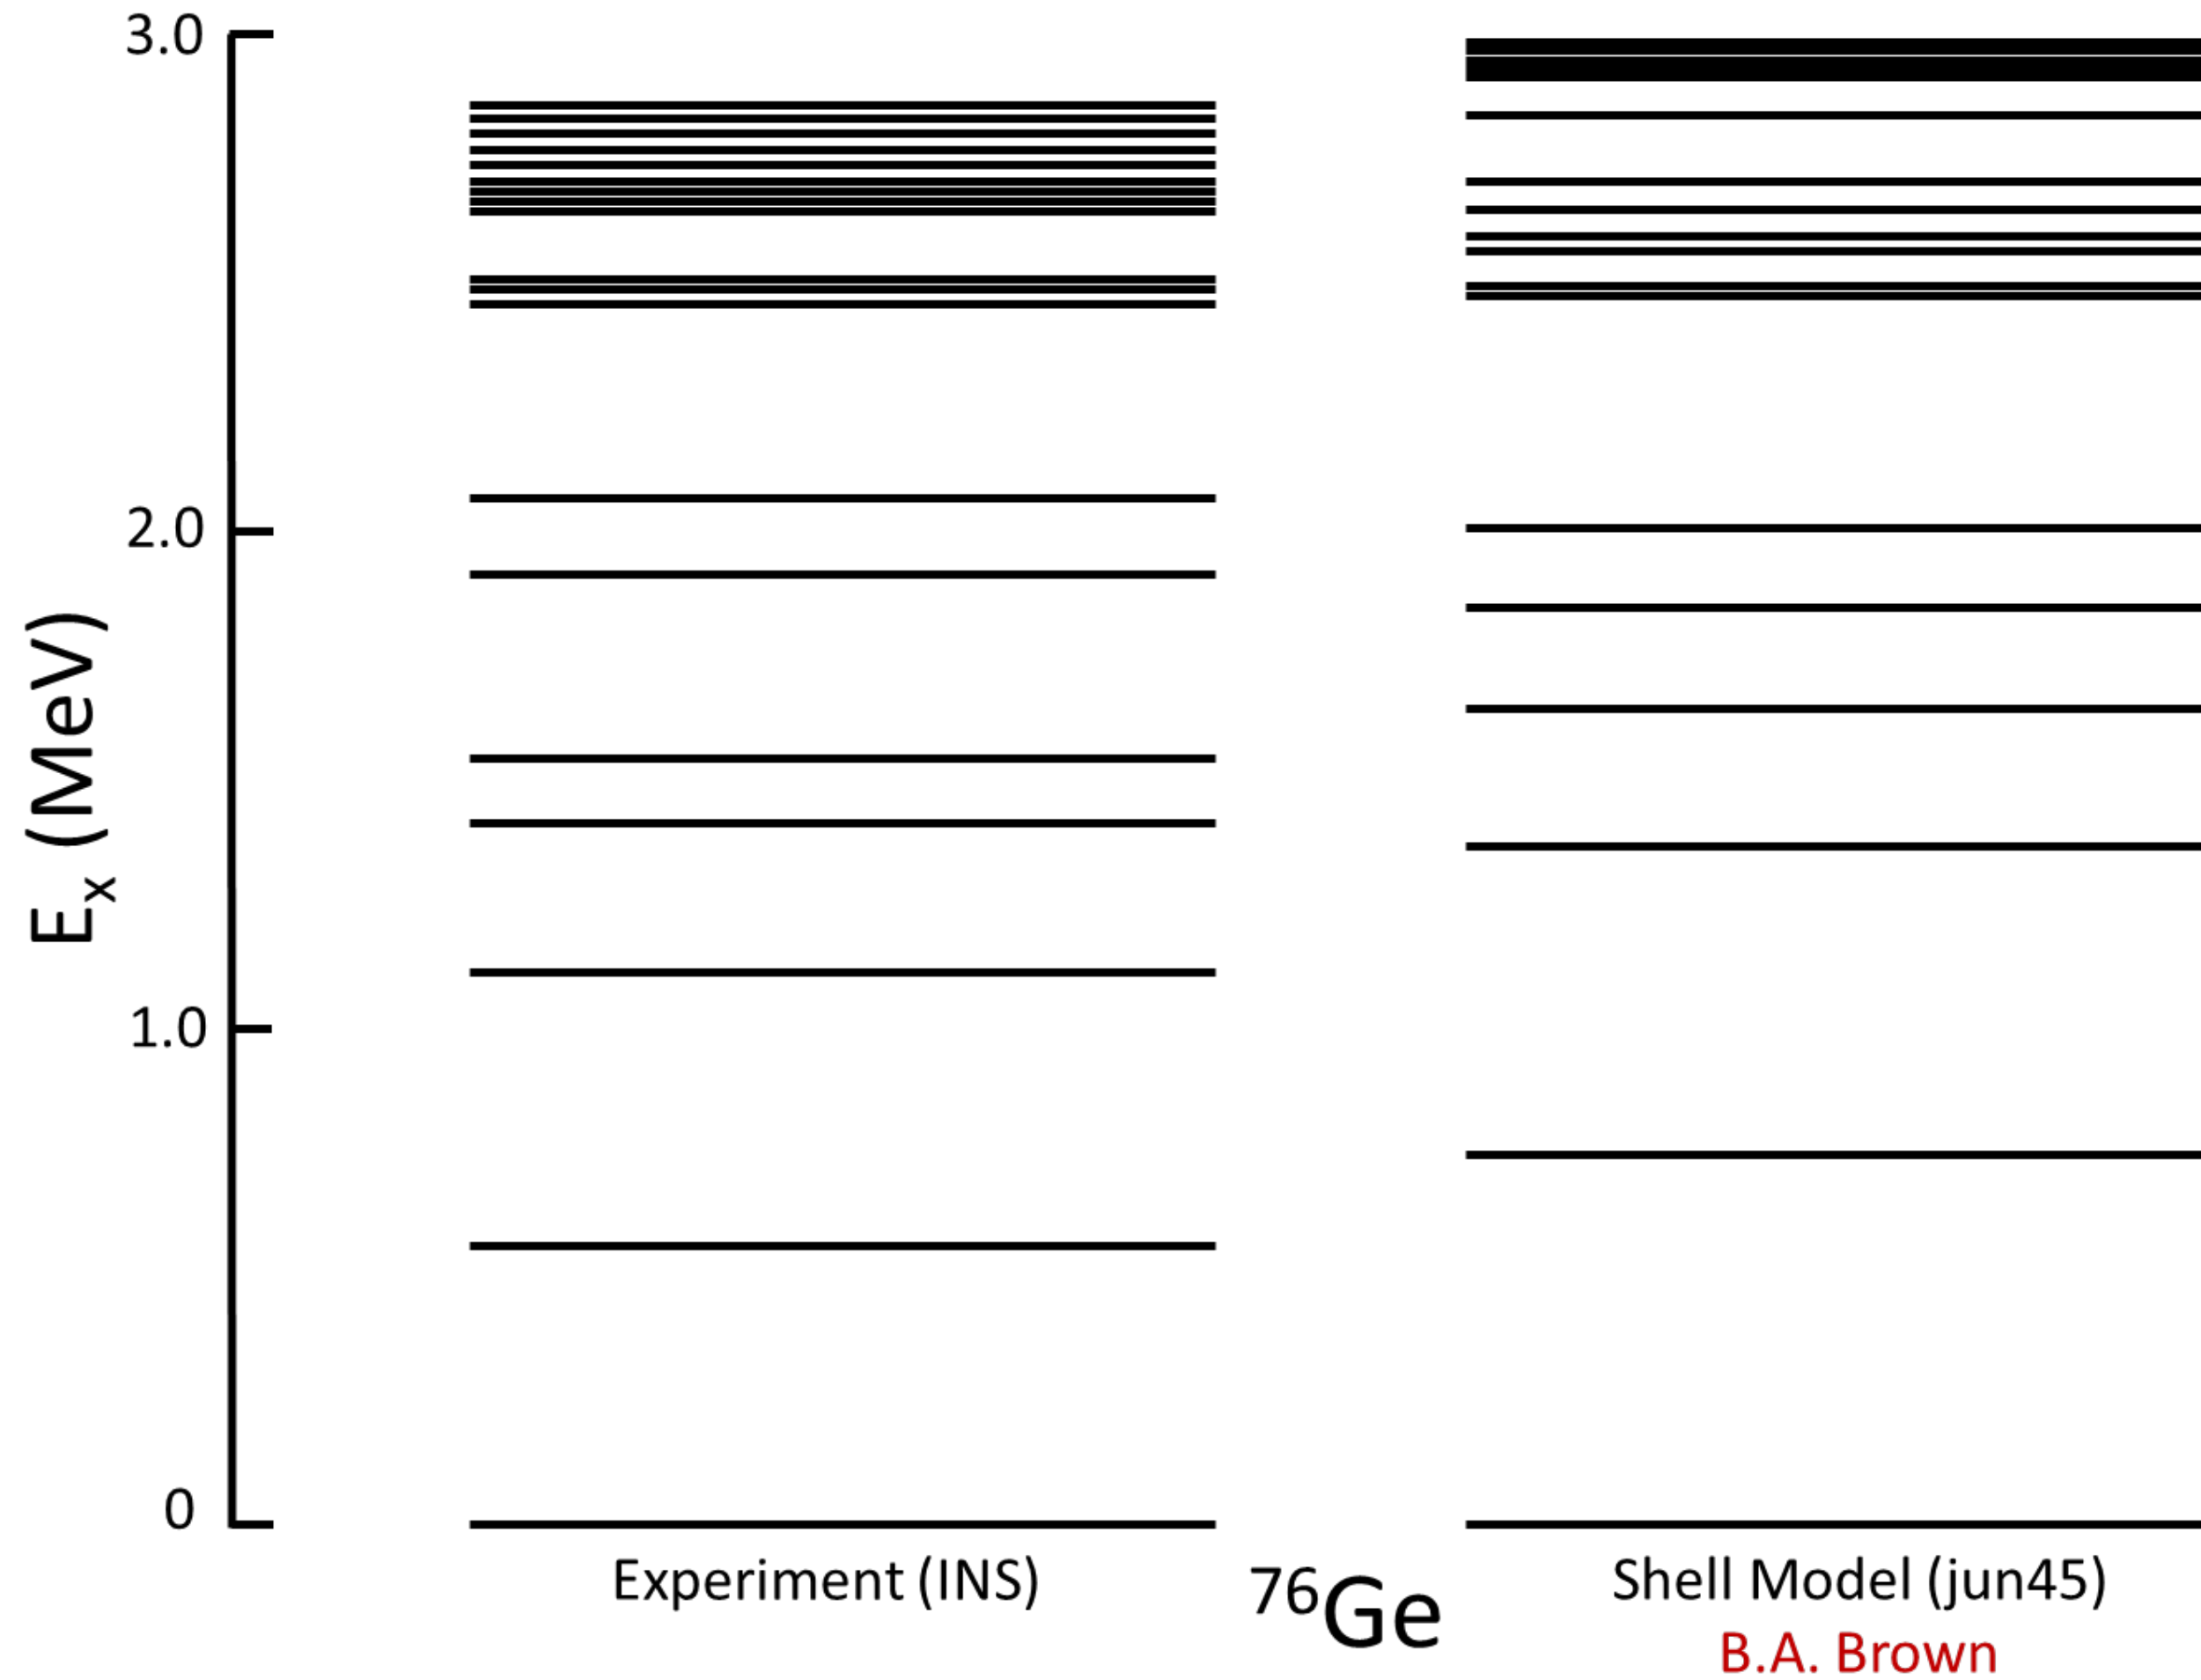 3.0
2.0
1.0
0
Eₓ (MeV)
Experiment (INS)
⁷⁶Ge
Shell Model (jun45)
B.A. Brown